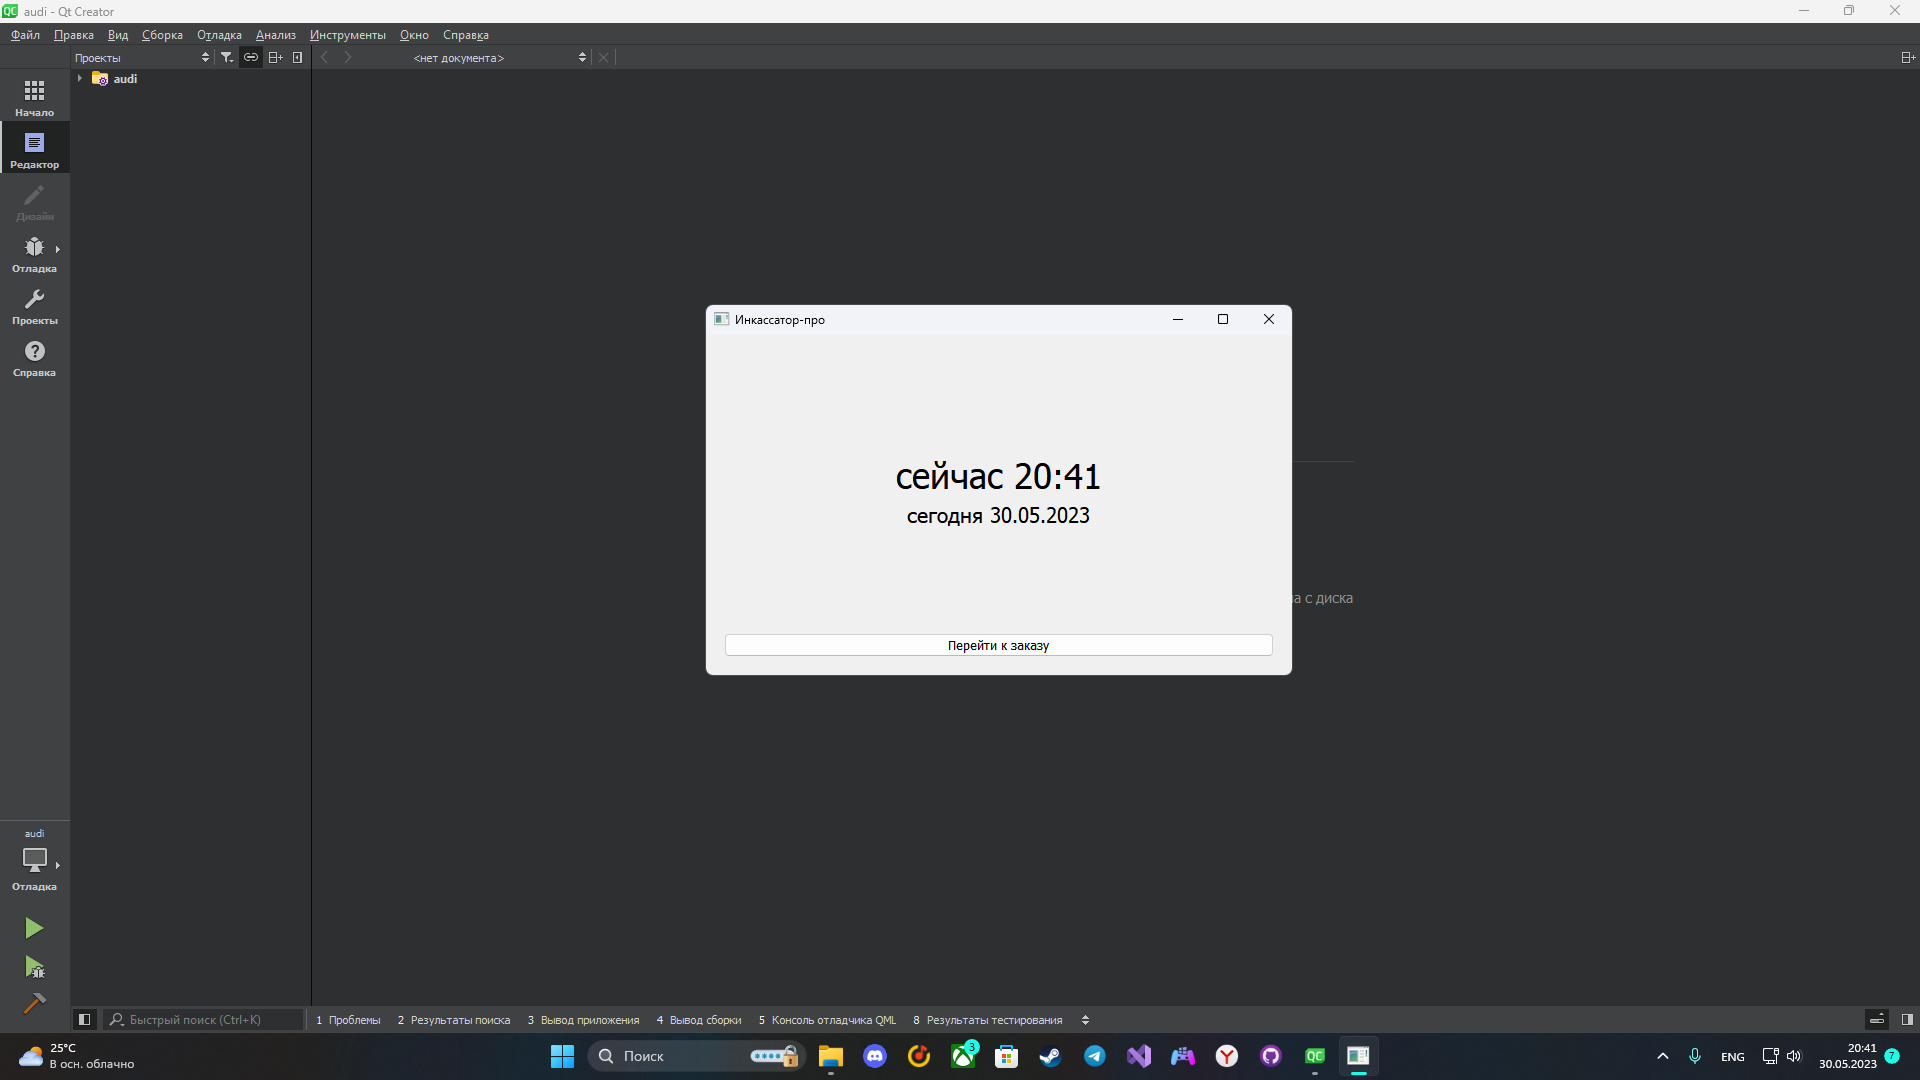 audi - Qt Creator
Файл Правка Вид Сборка Отладка Анализ Инструменты Окно Справка
Проекты
<нет документа>
audi
Начало
Редактор
Дизайн
Отладка
Проекты
Справка
Инкассатор-про
сейчас 20:41
сегодня 30.05.2023
Перейти к заказу
а с диска
audi
Отладка
Быстрый поиск (Ctrl+K)
1 Проблемы 2 Результаты поиска 3 Вывод приложения 4 Вывод сборки 5 Консоль отладчика QML 8 Результаты тестирования
25°C
В осн. облачно
Поиск
3
QC
ENG
20:41
30.05.2023
7